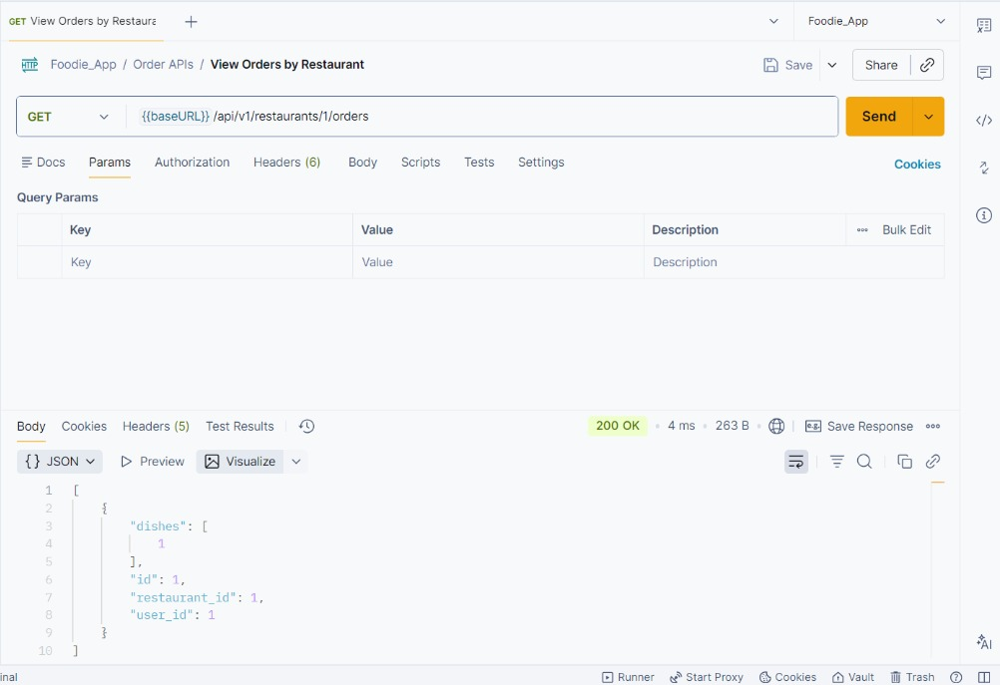 GET View Orders by Restaura
Foodie_App
HTTP Foodie_App / Order APIs / View Orders by Restaurant
Save
Share
GET {{baseURL}} /api/v1/restaurants/1/orders
Send
Docs Params Authorization Headers (6) Body Scripts Tests Settings
Cookies
Query Params
Key Value Description Bulk Edit
Key Value Description
Body Cookies Headers (5) Test Results
200 OK • 4 ms • 263 B • e.g. Save Response
{} JSON Preview Visualize
1 [
2 {
3 "dishes": [
4 1
5 ],
6 "id": 1,
7 "restaurant_id": 1,
8 "user_id": 1
9 }
10 ]
AI
inal
Runner Start Proxy Cookies Vault Trash